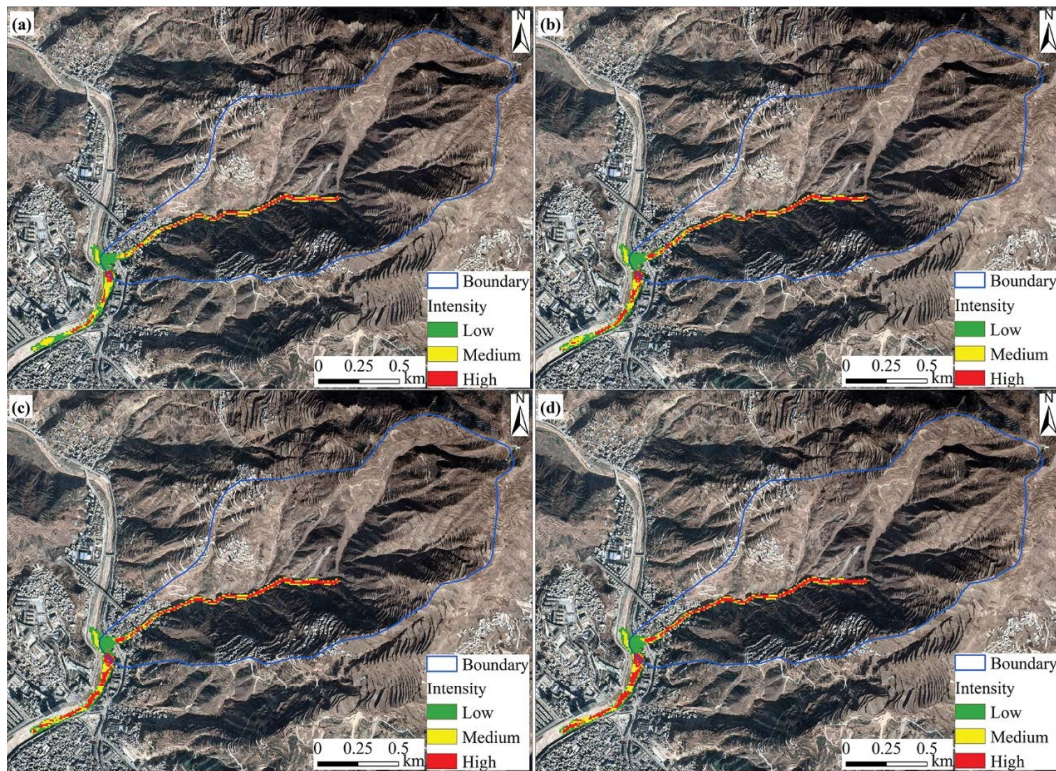 (a)
N
Boundary
Intensity
Low
Medium
High
0 0.25 0.5
km
(b)
N
Boundary
Intensity
Low
Medium
High
0 0.25 0.5
km
(c)
N
Boundary
Intensity
Low
Medium
High
0 0.25 0.5
km
(d)
N
Boundary
Intensity
Low
Medium
High
0 0.25 0.5
km